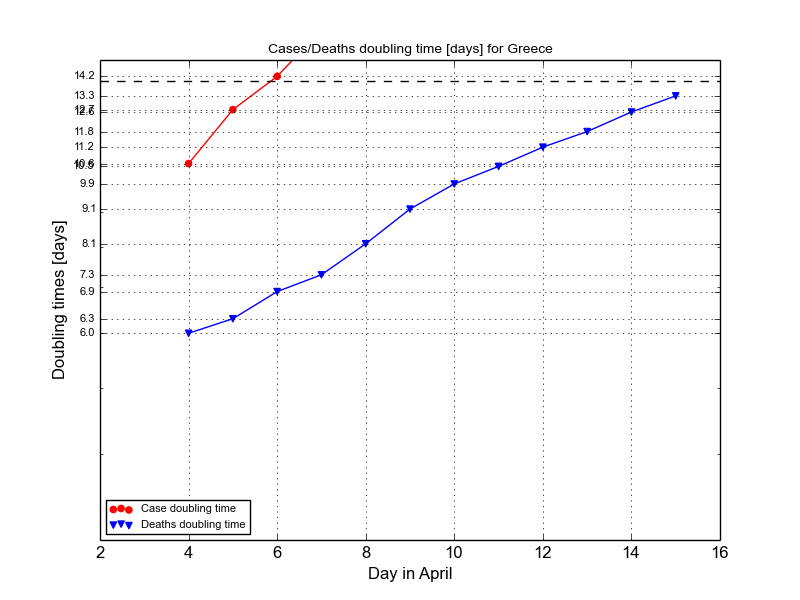 Cases/Deaths doubling time [days] for Greece
14.2
13.3
12.7
12.6
11.8
11.2
10.6
10.5
9.9
9.1
8.1
7.3
6.9
6.3
6.0
Doubling times [days]
Case doubling time
Deaths doubling time
2 4 6 8 10 12 14 16
Day in April